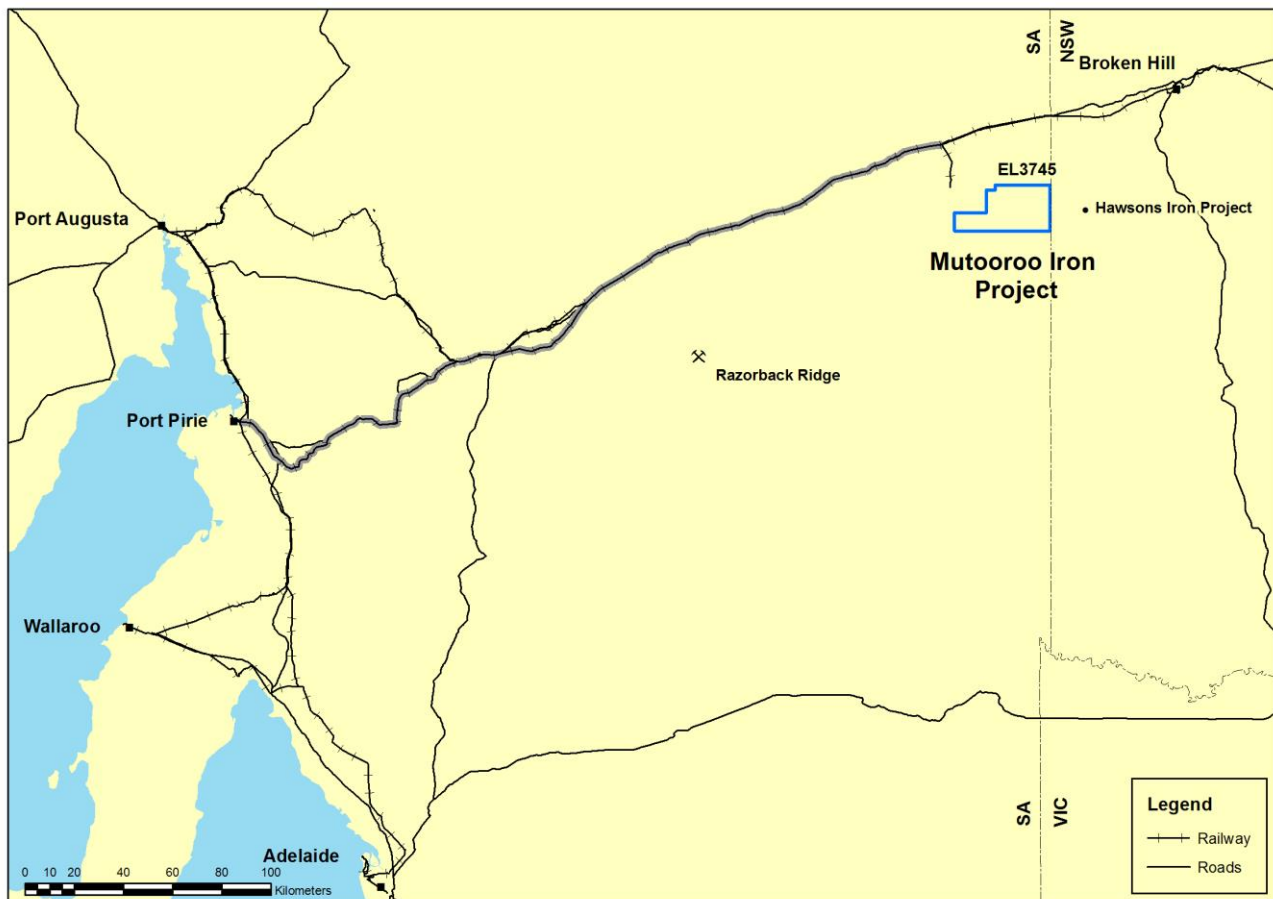 SA
NSW
Broken Hill
EL3745
Port Augusta
Hawsons Iron Project
Mutooroo Iron
Project
Razorback Ridge
Port Pirie
Wallaroo
SA
VIC
Legend
Railway
Roads
Adelaide
0 20 40 60 80 100
Kilometers